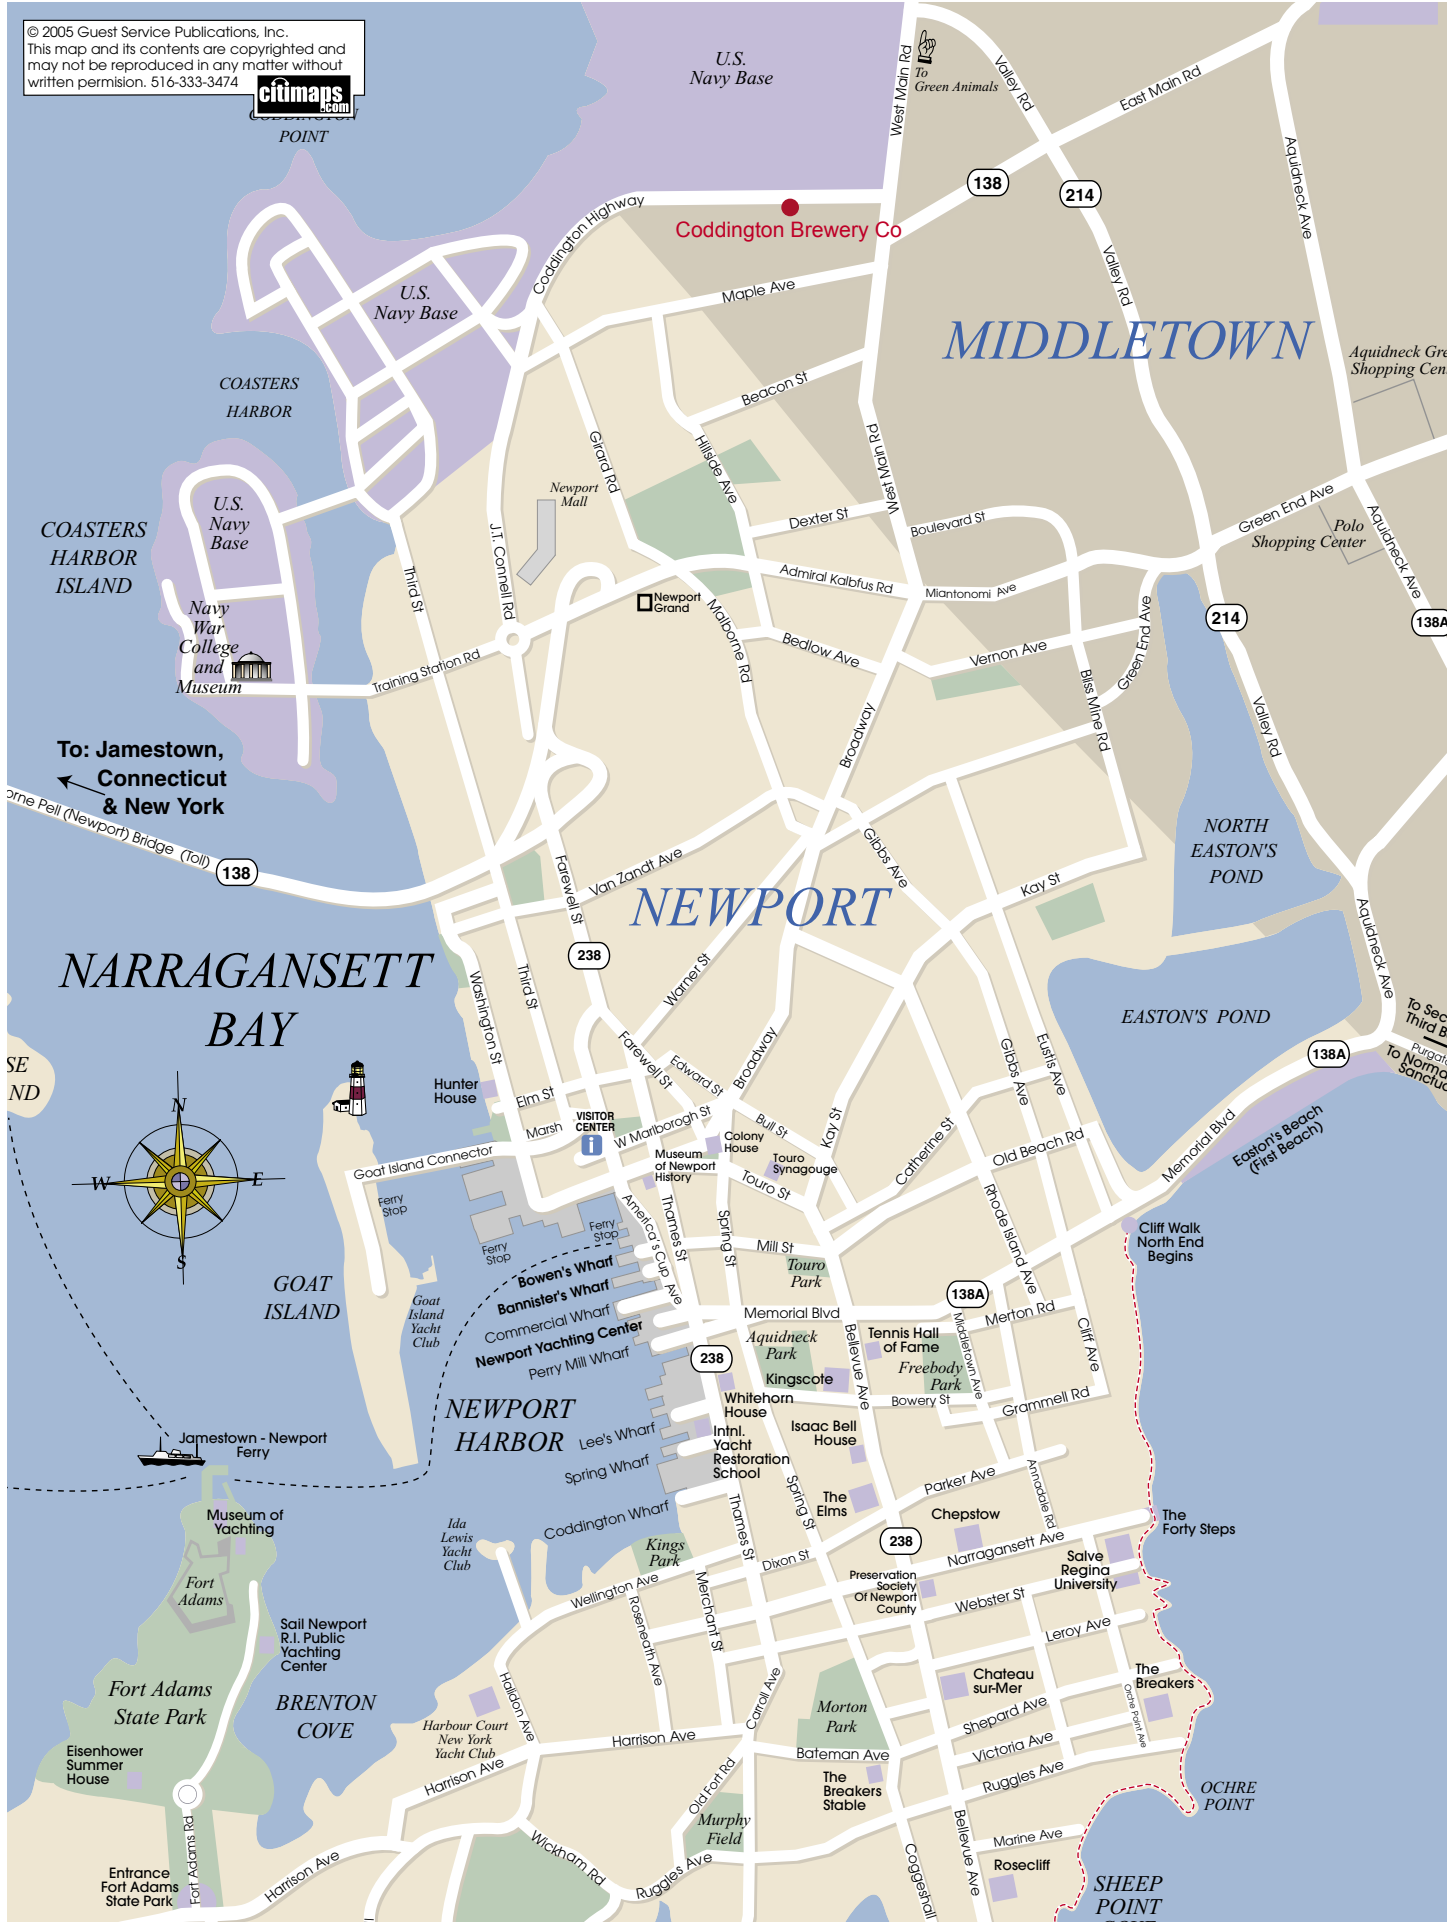 © 2005 Guest Service Publications, Inc.
This map and its contents are copyrighted and
may not be reproduced in any matter without
written permision. 516-333-3474
citimaps
.com
CODDINGTON
POINT
U.S.
Navy Base
West Main Rd
To
Green Animals
Valley Rd
East Main Rd
138
214
Aquidneck Ave
Coddington Highway
Coddington Brewery Co
Valley Rd
U.S.
Navy Base
Maple Ave
MIDDLETOWN
Aquidneck Gre
Shopping Cen
COASTERS
HARBOR
Beacon St
West Main Rd
Girard Rd
Hillside Ave
Newport
Mall
U.S.
Navy
Base
COASTERS
HARBOR
ISLAND
Dexter St
Boulevard St
Green End Ave
Polo
Shopping Center
Aquidneck Ave
J.T. Connell Rd
Third St
Admiral Kalbfus Rd
Miantonomi Ave
Newport
Grand
Malborne Rd
Green End Ave
214
138A
Navy
War
College
and
Museum
Training Station Rd
Bedlow Ave
Vernon Ave
Bliss Mine Rd
Valley Rd
Broadway
To: Jamestown,
Connecticut
& New York
orne Pell (Newport) Bridge (Toll)
138
Farewell St
Van Zandt Ave
Gibbs Ave
NORTH
EASTON'S
POND
Kay St
NEWPORT
Aquidneck Ave
238
NARRAGANSETT
BAY
Washington St
Third St
Warner St
EASTON'S POND
To Sec
Third B
Purgato
To Norma
Sanctua
138A
SE
ND
Farewell St
Edward St
Broadway
Gibbs Ave
Eustis Ave
Hunter
House
Elm St
VISITOR
CENTER
i
Marsh
W Marlborogh St
Bull St
Kay St
Colony
House
Memorial Blvd
Easton's Beach
(First Beach)
N
W
E
S
Goat Island Connector
Museum
of Newport
History
Touro
Synagouge
Catherine St
Old Beach Rd
Touro St
Ferry
Stop
Ferry
Stop
Ferry
Stop
America's Cup Ave
Thames St
Spring St
Mill St
Rhode Island Ave
Cliff Walk
North End
Begins
Touro
Park
GOAT
ISLAND
Bowen's Wharf
Bannister's Wharf
Commercial Wharf
Newport Yachting Center
Perry Mill Wharf
Goat
Island
Yacht
Club
138A
Memorial Blvd
Merton Rd
Middletown Ave
Cliff Ave
Aquidneck
Park
Bellevue Ave
Tennis Hall
of Fame
Freebody
Park
238
Kingscote
Bowery St
Grammell Rd
NEWPORT
HARBOR
Whitehorn
House
Isaac Bell
House
Lee's Wharf
Intnl.
Yacht
Restoration
School
Jamestown - Newport
Ferry
Spring Wharf
Parker Ave
Annadale Rd
The
Elms
Spring St
Thames St
Chepstow
Museum of
Yachting
Ida
Lewis
Yacht
Club
Coddington Wharf
The
Forty Steps
Kings
Park
Dixon St
238
Narragansett Ave
Salve
Regina
University
Fort
Adams
Wellington Ave
Merchant St
Preservation
Society
Of Newport
County
Webster St
Roseneath Ave
Sail Newport
R.I. Public
Yachting
Center
Leroy Ave
Halidon Ave
Fort Adams
State Park
BRENTON
COVE
Chateau
sur-Mer
The
Breakers
Carroll Ave
Morton
Park
Shepard Ave
Orche Point Ave
Harbour Court
New York
Yacht Club
Harrison Ave
Bateman Ave
Victoria Ave
Eisenhower
Summer
House
Harrison Ave
The
Breakers
Stable
Old Fort Rd
Ruggles Ave
OCHRE
POINT
Murphy
Field
Bellevue Ave
Marine Ave
Fort Adams Rd
Wickham Rd
Ruggles Ave
Coggeshall
Rosecliff
Entrance
Fort Adams
State Park
Harrison Ave
SHEEP
POINT